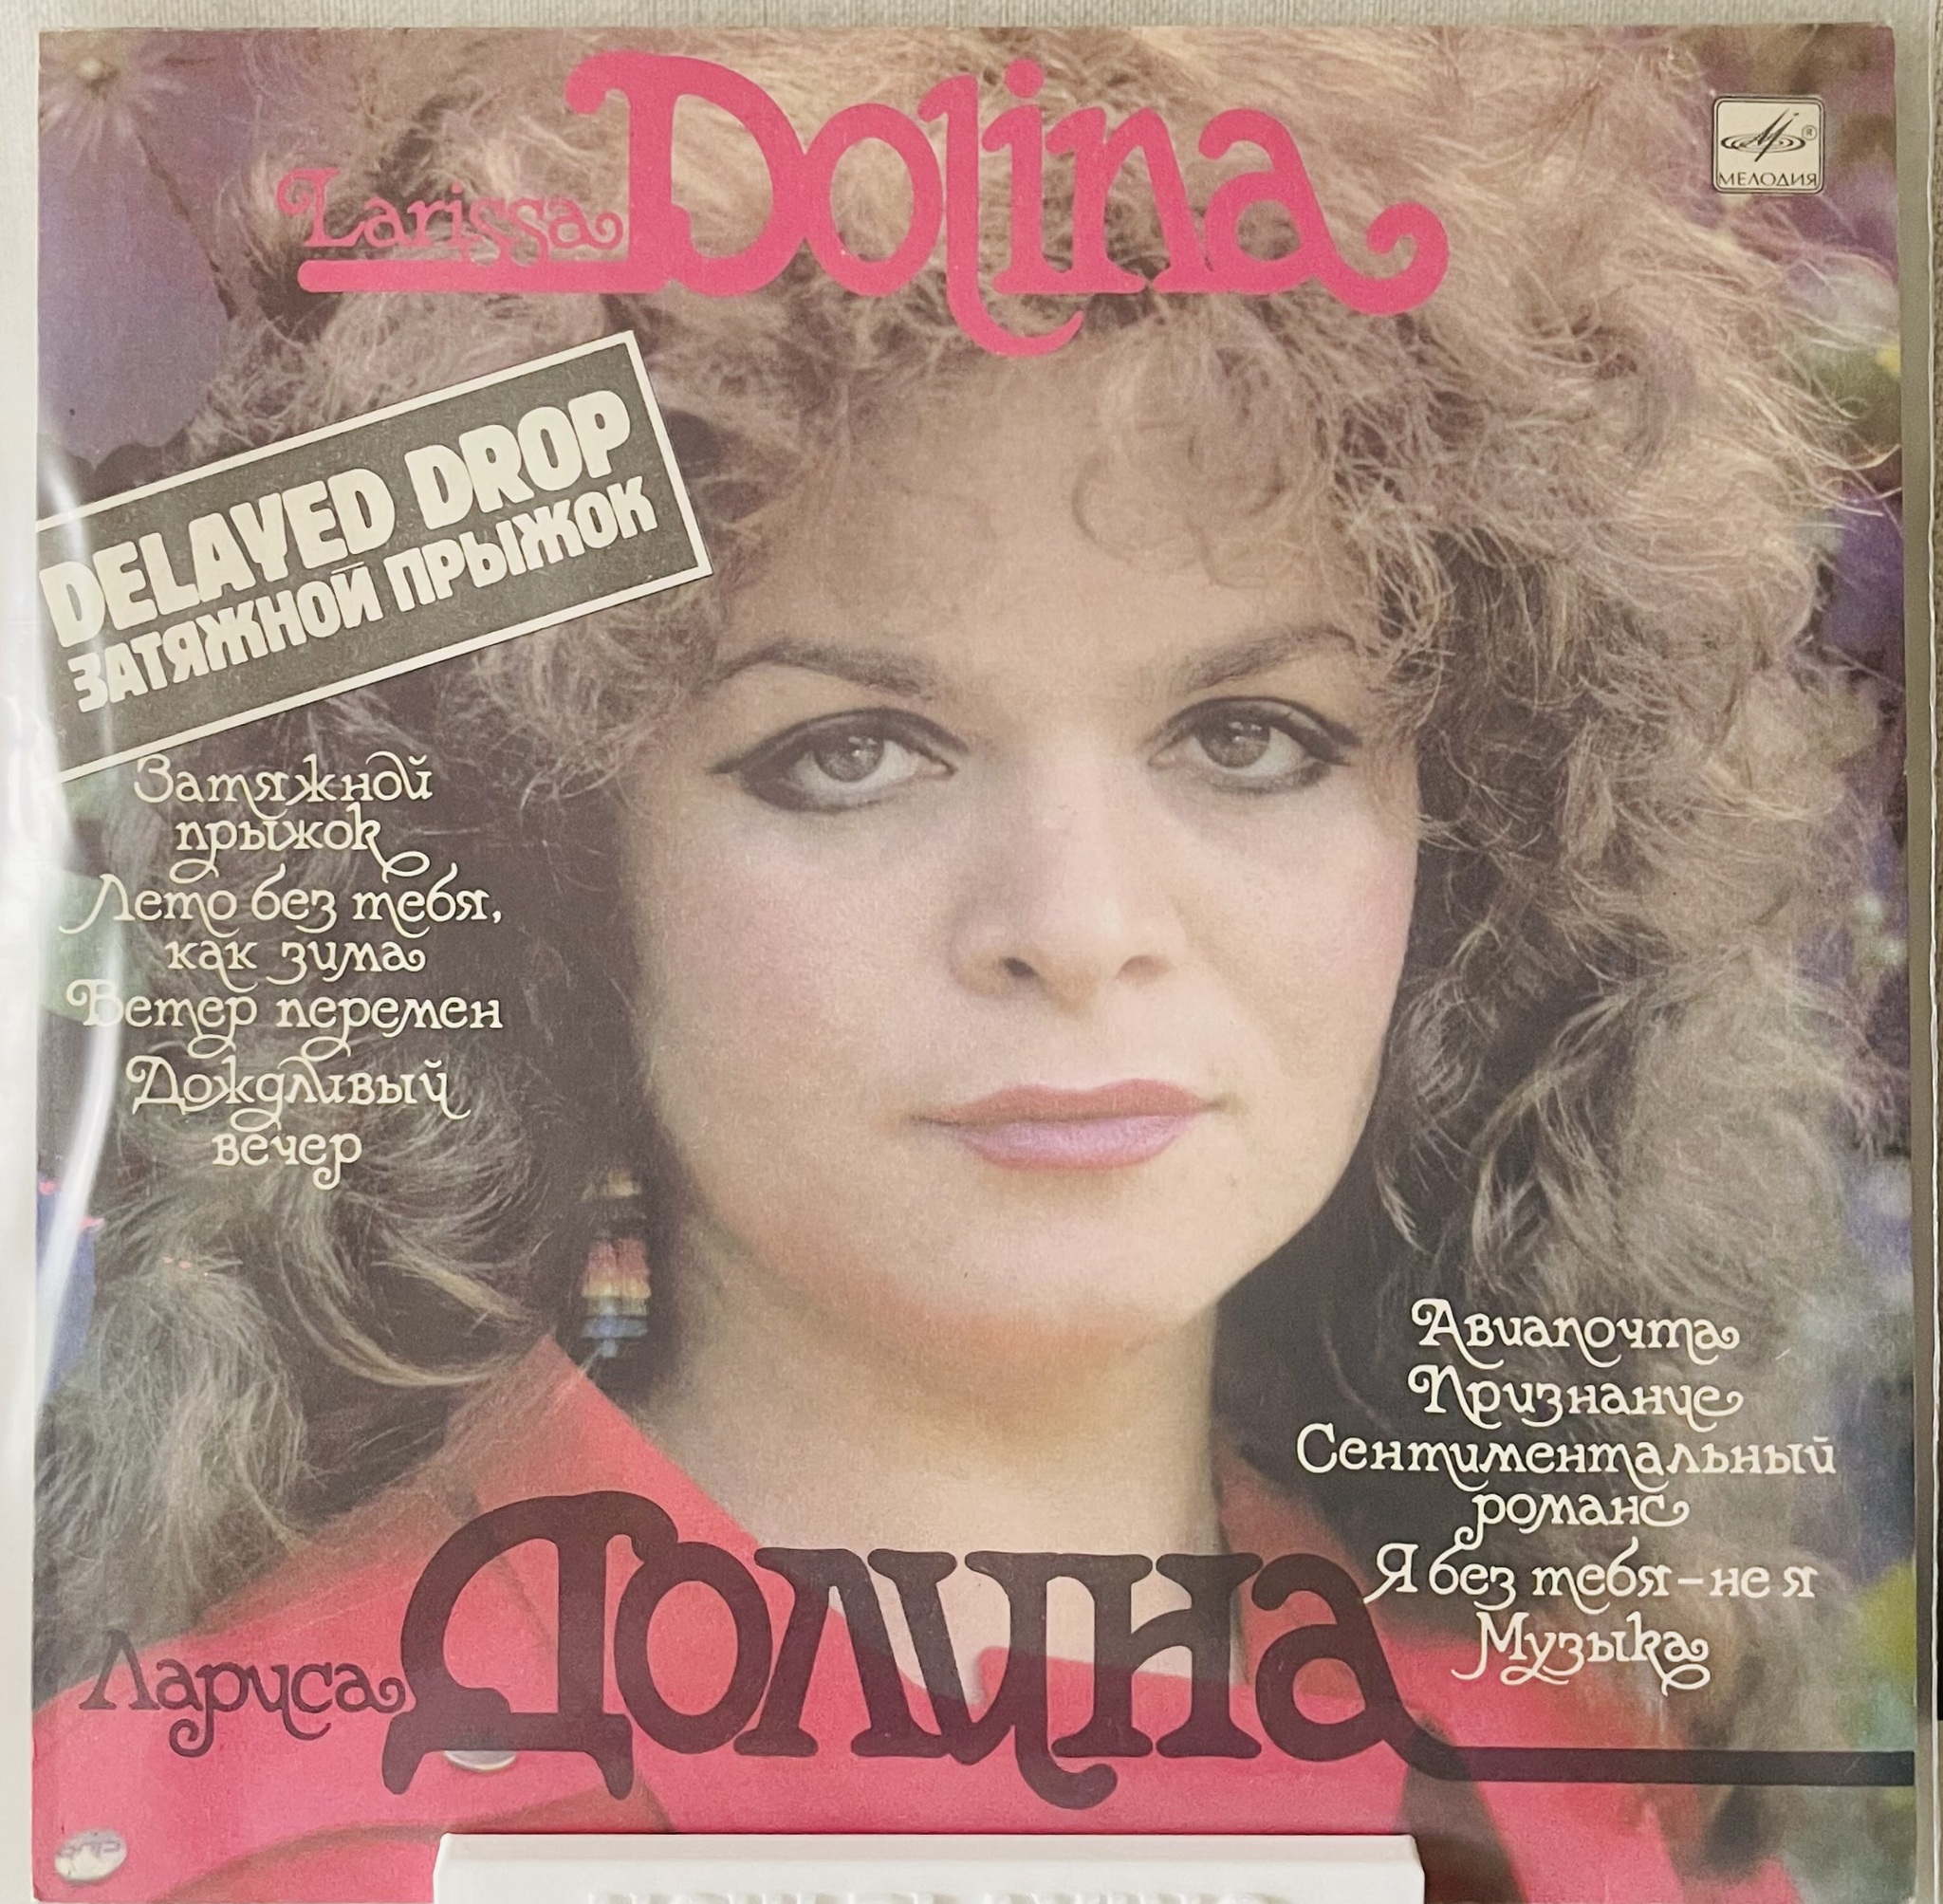 Larissa Dolina
МЕЛОДИЯ
DELAYED DROP
ЗАТЯЖНОЙ ПРЫЖОК
Затяжной
прыжок
Лето без тебя,
как зима
Ветер перемен
Дождливый
вечер
Авиапочта
Признание
Сентиментальный
романс
Я без тебя – не я
Музыка
Лариса Долина